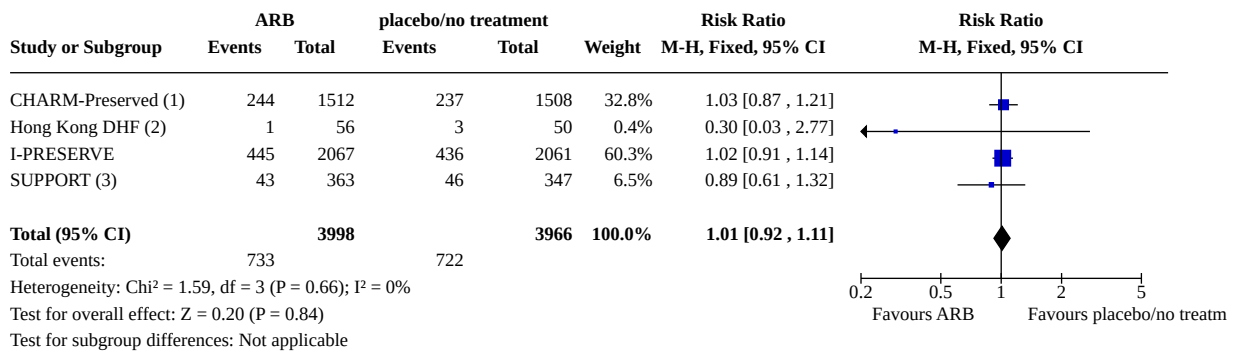 ARB placebo/no treatment Risk Ratio Risk Ratio
Study or Subgroup Events Total Events Total Weight M-H, Fixed, 95% CI M-H, Fixed, 95% CI
CHARM-Preserved (1) 244 1512 237 1508 32.8% 1.03 [0.87 , 1.21]
Hong Kong DHF (2) 1 56 3 50 0.4% 0.30 [0.03 , 2.77]
I-PRESERVE 445 2067 436 2061 60.3% 1.02 [0.91 , 1.14]
SUPPORT (3) 43 363 46 347 6.5% 0.89 [0.61 , 1.32]
Total (95% CI) 3998 3966 100.0% 1.01 [0.92 , 1.11]
Total events: 733 722
Heterogeneity: Chi² = 1.59, df = 3 (P = 0.66); I² = 0%
0.2 0.5 1 2 5
Test for overall effect: Z = 0.20 (P = 0.84) Favours ARB Favours placebo/no treatm
Test for subgroup differences: Not applicable